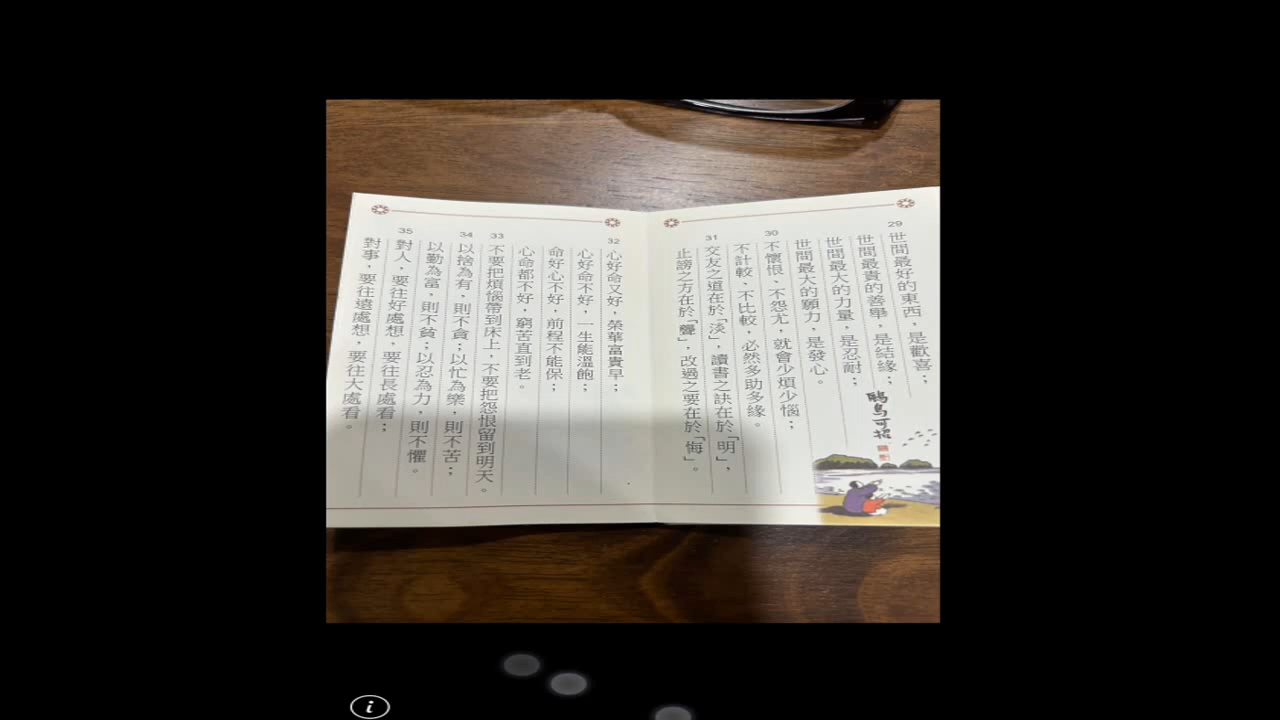 29
世間最好的東西，是歡喜；
世間最貴的善舉，是結緣；
世間最大的力量，是忍耐；
世間最大的願力，是發心。
30
不懷恨、不怨尤，就會少煩少惱；
不計較、不比較，必然多助多緣。
31
交友之道在於「淡」，讀書之訣在於「明」，
止謗之方在於「聾」，改過之要在於「悔」。
鷗鳥可招
32
心好命又好，榮華富貴早；
心好命不好，一生能溫飽；
命好心不好，前程不能保；
心命都不好，窮苦直到老。
33
不要把煩惱帶到床上，不要把怨恨留到明天。
34
以捨為有，則不貪；以忙為樂，則不苦；
以勤為富，則不貧；以忍為力，則不懼。
35
對人，要往好處想，要往長處看；
對事，要往遠處想，要往大處看。